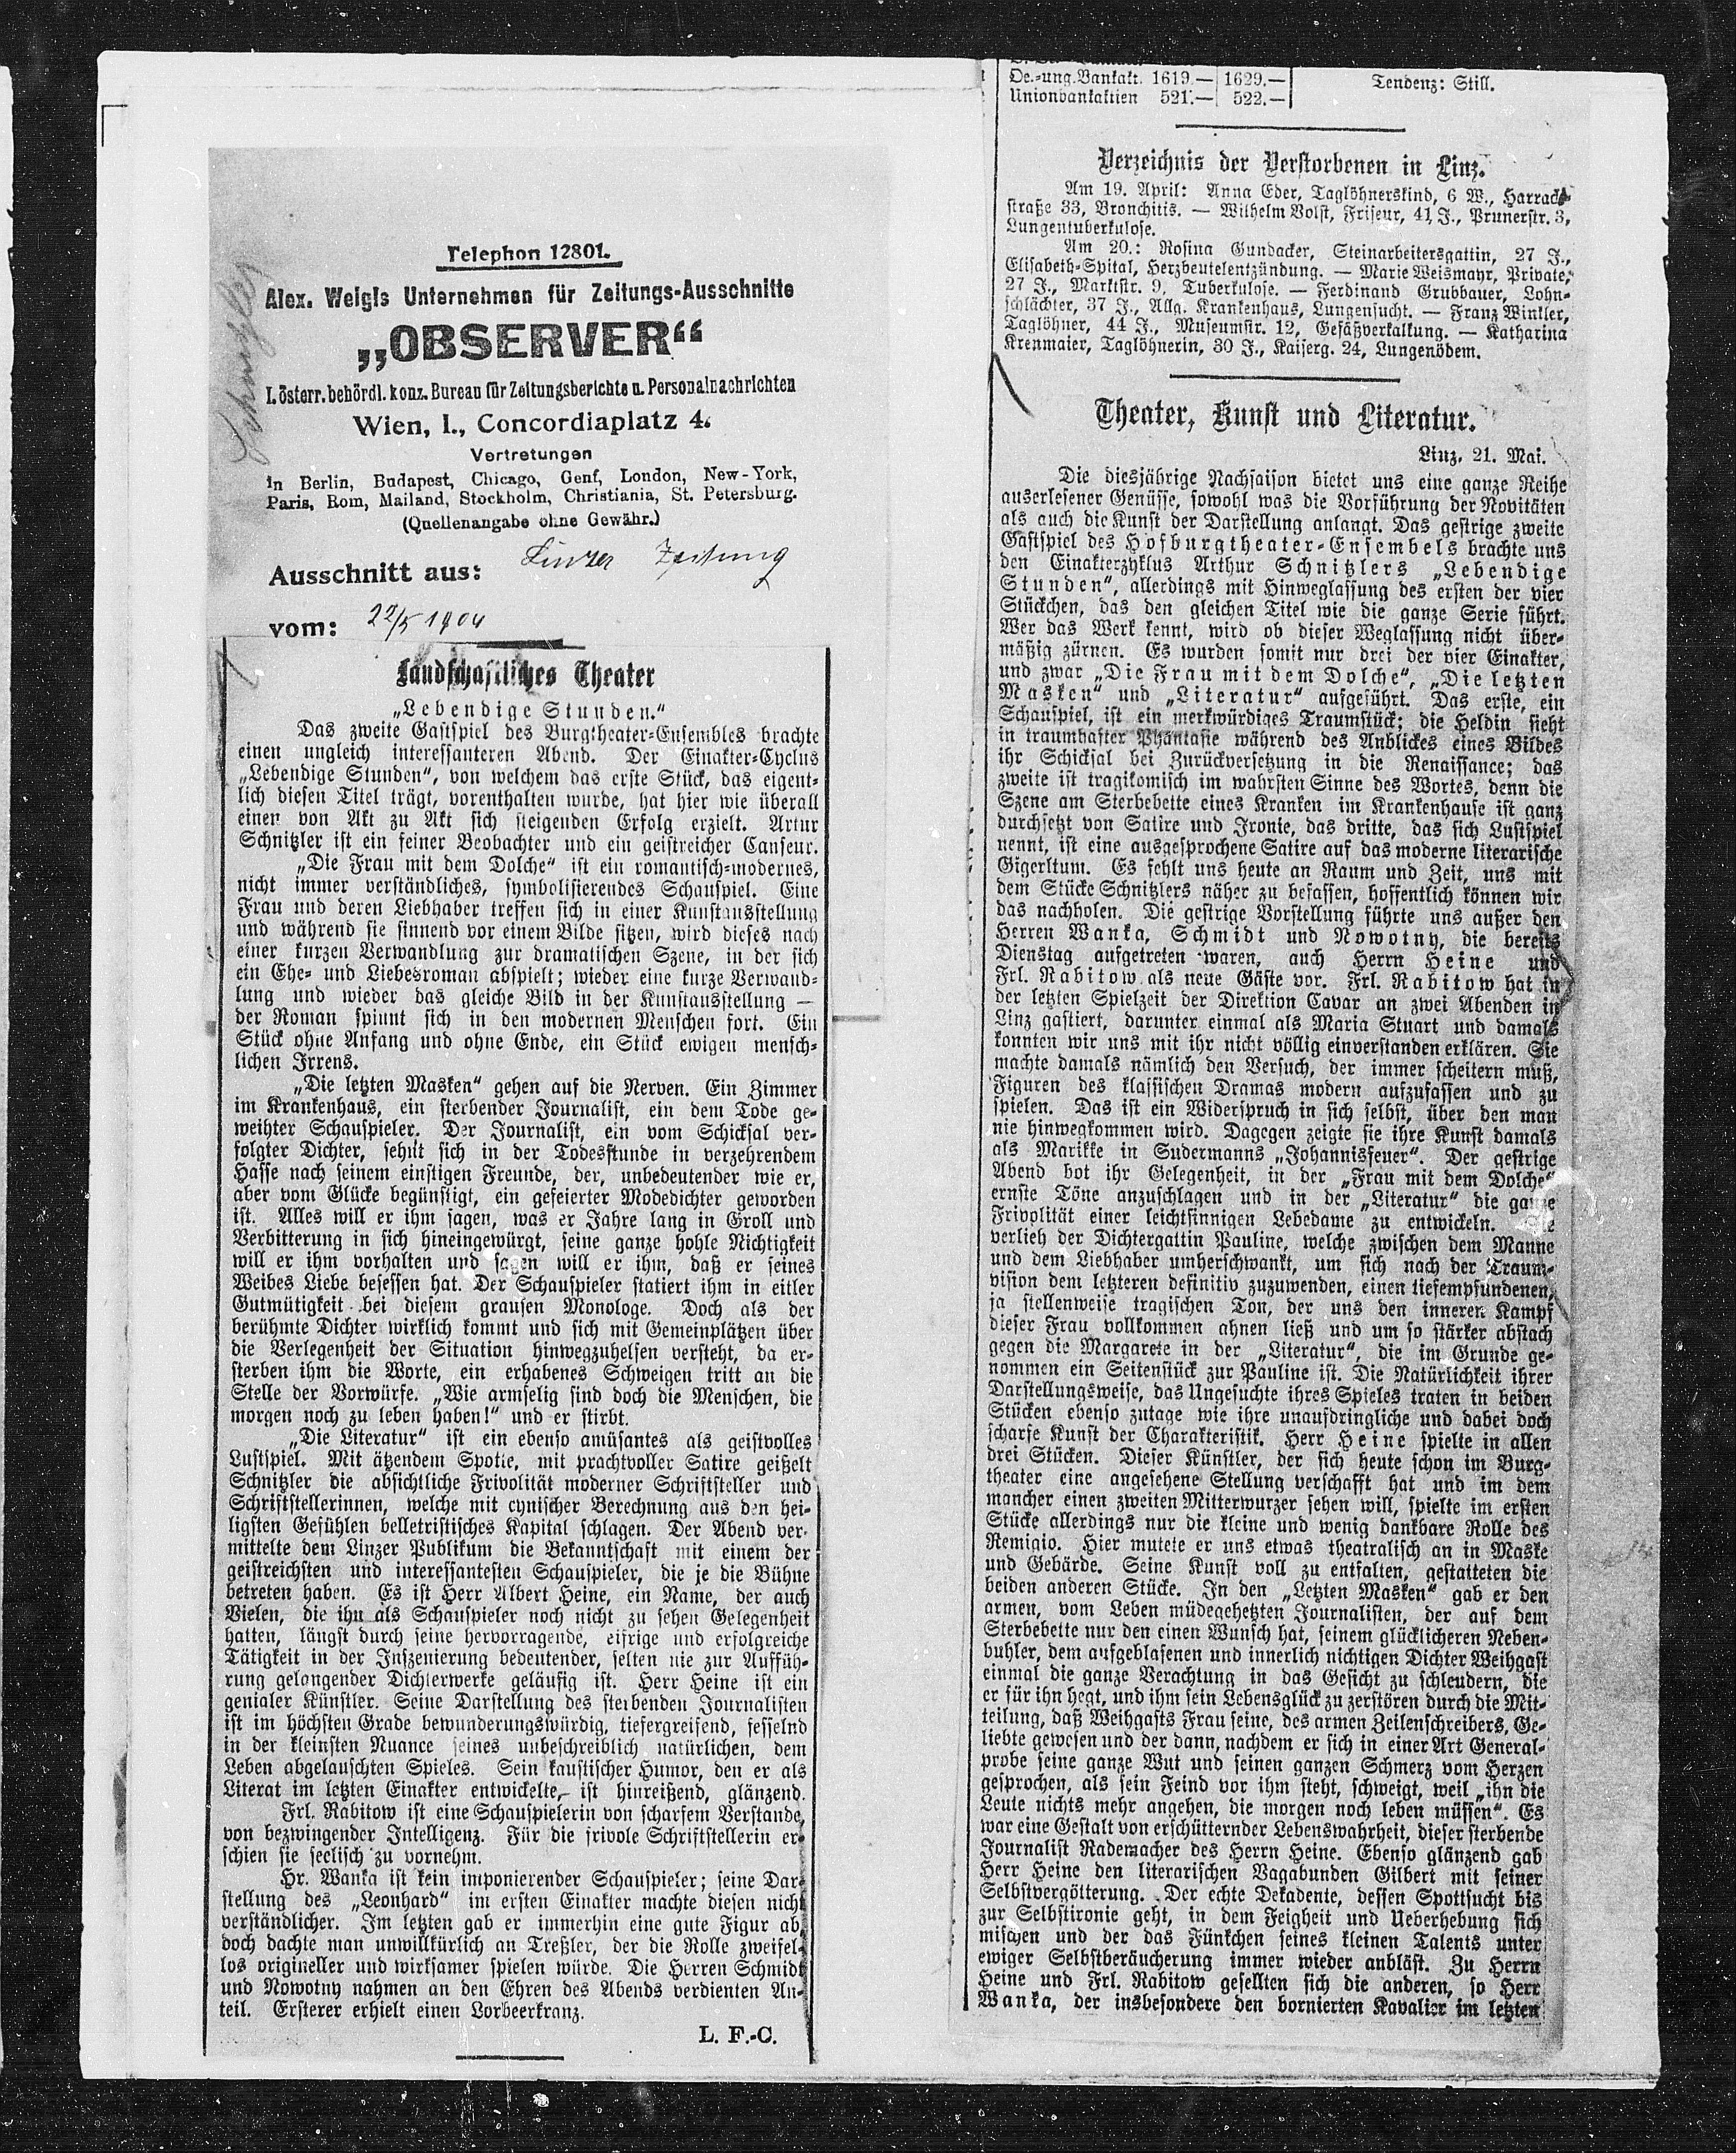 Schnitzler
Telephon 12801.
Alex. Weigls Unternehmen für Zeitungs-Ausschnitte
„OBSERVER“
I. österr. behördl. konz. Bureau für Zeitungsberichte u. Personalnachrichten
Wien, I., Concordiaplatz 4.
Vertretungen
in Berlin, Budapest, Chicago, Genf, London, New-York,
Paris, Rom, Mailand, Stockholm, Christiania, St. Petersburg.
(Quellenangabe ohne Gewähr.)
Ausschnitt aus: Linzer Zeitung
vom: 22/5 1904
Landschaftliches Theater
„Lebendige Stunden.“
Das zweite Gastspiel des Burgtheater-Ensembles brachte
einen ungleich interessanteren Abend. Der Einakter-Cyclus
„Lebendige Stunden“, von welchem das erste Stück, das eigent-
lich diesen Titel trägt, vorenthalten wurde, hat hier wie überall
einen von Akt zu Akt sich steigenden Erfolg erzielt. Artur
Schnitzler ist ein feiner Beobachter und ein geistreicher Causeur.
„Die Frau mit dem Dolche“ ist ein romantisch-modernes,
nicht immer verständliches, symbolisierendes Schauspiel. Eine
Frau und deren Liebhaber treffen sich in einer Kunstausstellung
und während sie sinnend vor einem Bilde sitzen, wird dieses nach
einer kurzen Verwandlung zur dramatischen Szene, in der sich
ein Ehe- und Liebesroman abspielt; wieder eine kurze Verwand-
lung und wieder das gleiche Bild in der Kunstausstellung —
der Roman spinnt sich in den modernen Menschen fort. Ein
Stück ohne Anfang und ohne Ende, ein Stück ewigen mensch-
lichen Irrens.
„Die letzten Masken“ gehen auf die Nerven. Ein Zimmer
im Krankenhaus, ein sterbender Journalist, ein dem Tode ge-
weihter Schauspieler. Der Journalist, ein vom Schicksal ver-
folgter Dichter, sehnt sich in der Todesstunde in verzehrendem
Hasse nach seinem einstigen Freunde, der, unbedeutender wie er,
aber vom Glücke begünstigt, ein gefeierter Modedichter geworden
ist. Alles will er ihm sagen, was er Jahre lang in Groll und
Verbitterung in sich hineingewürgt, seine ganze hohle Nichtigkeit
will er ihm vorhalten und sagen will er ihm, daß er seines
Weibes Liebe besessen hat. Der Schauspieler statiert ihm in eitler
Gutmütigkeit bei diesem grausen Monologe. Doch als der
berühmte Dichter wirklich kommt und sich mit Gemeinplätzen über
die Verlegenheit der Situation hinwegzuhelfen versteht, da er-
sterben ihm die Worte, ein erhabenes Schweigen tritt an die
Stelle der Vorwürfe. „Wie armselig sind doch die Menschen, die
morgen noch zu leben haben!“ und er stirbt.
„Die Literatur“ ist ein ebenso amüsantes als geistvolles
Lustspiel. Mit ätzendem Spotte, mit prachtvoller Satire geißelt
Schnitzler die absichtliche Frivolität moderner Schriftsteller und
Schriftstellerinnen, welche mit cynischer Berechnung aus den hei-
ligsten Gefühlen belletristisches Kapital schlagen. Der Abend ver-
mittelte dem Linzer Publikum die Bekanntschaft mit einem der
geistreichsten und interessantesten Schauspieler, die je die Bühne
betreten haben. Es ist Herr Albert Heine, ein Name, der auch
Vielen, die ihn als Schauspieler noch nicht zu sehen Gelegenheit
hatten, längst durch seine hervorragende, eifrige und erfolgreiche
Tätigkeit in der Inszenierung bedeutender, selten nie zur Auffüh-
rung gelangender Dichterwerke geläufig ist. Herr Heine ist ein
genialer Künstler. Seine Darstellung des sterbenden Journalisten
ist im höchsten Grade bewunderungswürdig, tiefergreifend, fesselnd
in der kleinsten Nuance seines unbeschreiblich natürlichen, dem
Leben abgelauschten Spieles. Sein kaustischer Humor, den er als
Literat im letzten Einakter entwickelte, ist hinreißend, glänzend.
Frl. Rabitow ist eine Schauspielerin von scharfem Verstande,
von bezwingender Intelligenz. Für die frivole Schriftstellerin er-
schien sie seelisch zu vornehm.
Hr. Wanka ist kein imponierender Schauspieler; seine Dar-
stellung des „Leonhard“ im ersten Einakter machte diesen nicht
verständlicher. Im letzten gab er immerhin eine gute Figur ab,
doch dachte man unwillkürlich an Treßler, der die Rolle zweifel-
los origineller und wirksamer spielen würde. Die Herren Schmidt
und Nowotny nahmen an den Ehren des Abends verdienten An-
teil. Ersterer erhielt einen Lorbeerkranz.
L. F.-C.
Oe.-ung. Bankakt. 1619.— 1629.—
Unionbankaktien 521.— 522.—
Tendenz: Still.
Verzeichnis der Verstorbenen in Linz.
Am 19. April: Anna Eder, Taglöhnerskind, 6 W., Harrach-
straße 33, Bronchitis. — Wilhelm Volst, Friseur, 41 J., Prunerstr. 3,
Lungentuberkulose.
Am 20.: Rosina Gundacker, Steinarbeitersgattin, 27 J.,
Elisabeth-Spital, Herzbeutelentzündung. — Marie Weismayr, Private,
27 J., Marktstr. 9, Tuberkulose. — Ferdinand Grubbauer, Lohn-
schlächter, 37 J., Allg. Krankenhaus, Lungensucht. — Franz Winkler,
Taglöhner, 44 J., Museumstr. 12, Gefäßverkalkung. — Katharina
Krenmaier, Taglöhnerin, 30 J., Kaiserg. 24, Lungenödem.
Theater, Kunst und Literatur.
Linz, 21. Mai.
Die diesjährige Nachsaison bietet uns eine ganze Reihe
auserlesener Genüsse, sowohl was die Vorführung der Novitäten
als auch die Kunst der Darstellung anlangt. Das gestrige zweite
Gastspiel des Hofburgtheater-Ensembels brachte uns
den Einakterzyklus Arthur Schnitzlers „Lebendige
Stunden“, allerdings mit Hinweglassung des ersten der vier
Stückchen, das den gleichen Titel wie die ganze Serie führt.
Wer das Werk kennt, wird ob dieser Weglassung nicht über-
mäßig zürnen. Es wurden somit nur drei der vier Einakter,
und zwar „Die Frau mit dem Dolche“, „Die letzten
Masken“ und „Literatur“ aufgeführt. Das erste, ein
Schauspiel, ist ein merkwürdiges Traumstück; die Heldin sieht
in traumhafter Phantasie während des Anblickes eines Bildes
ihr Schicksal bei Zurückversetzung in die Renaissance; das
zweite ist tragikomisch im wahrsten Sinne des Wortes, denn die
Szene am Sterbebette eines Kranken im Krankenhause ist ganz
durchsetzt von Satire und Ironie, das dritte, das sich Lustspiel
nennt, ist eine ausgesprochene Satire auf das moderne literarische
Gigerltum. Es fehlt uns heute an Raum und Zeit, uns mit
dem Stücke Schnitzlers näher zu befassen, hoffentlich können wir
das nachholen. Die gestrige Vorstellung führte uns außer den
Herren Wanka, Schmidt und Nowotny, die bereits
Dienstag aufgetreten waren, auch Herrn Heine und
Frl. Rabitow als neue Gäste vor. Frl. Rabitow hat in
der letzten Spielzeit der Direktion Cavar an zwei Abenden in
Linz gastiert, darunter einmal als Maria Stuart und damals
konnten wir uns mit ihr nicht völlig einverstanden erklären. Sie
machte damals nämlich den Versuch, der immer scheitern muß,
Figuren des klassischen Dramas modern aufzufassen und zu
spielen. Das ist ein Widerspruch in sich selbst, über den man
nie hinwegkommen wird. Dagegen zeigte sie ihre Kunst damals
als Marikke in Sudermanns „Johannisfeuer“. Der gestrige
Abend bot ihr Gelegenheit, in der „Frau mit dem Dolche“
ernste Töne anzuschlagen und in der „Literatur“ die ganze
Frivolität einer leichtsinnigen Lebedame zu entwickeln.
verlieh der Dichtergattin Pauline, welche zwischen dem Manne
und dem Liebhaber umherschwankt, um sich nach der Traum-
vision dem letzteren definitiv zuzuwenden, einen tiefempfundenen,
ja stellenweise tragischen Ton, der uns den inneren Kampf
dieser Frau vollkommen ahnen ließ und um so stärker abstach
gegen die Margarete in der „Literatur“, die im Grunde ge-
nommen ein Seitenstück zur Pauline ist. Die Natürlichkeit ihrer
Darstellungsweise, das Ungesuchte ihres Spieles traten in beiden
Stücken ebenso zutage wie ihre unaufdringliche und dabei doch
scharfe Kunst der Charakteristik. Herr Heine spielte in allen
drei Stücken. Dieser Künstler, der sich heute schon im Burg-
theater eine angesehene Stellung verschafft hat und im dem
mancher einen zweiten Mitterwurzer sehen will, spielte im ersten
Stücke allerdings nur die kleine und wenig dankbare Rolle des
Remigio. Hier mutete er uns etwas theatralisch an in Maske
und Gebärde. Seine Kunst voll zu entfalten, gestatteten die
beiden anderen Stücke. In den „Letzten Masken“ gab er den
armen, vom Leben müdegehetzten Journalisten, der auf dem
Sterbebette nur den einen Wunsch hat, seinem glücklicheren Neben-
buhler, dem aufgeblasenen und innerlich nichtigen Dichter Weihgast
einmal die ganze Verachtung in das Gesicht zu schleudern, die
er für ihn hegt, und ihm sein Lebensglück zu zerstören durch die Mit-
teilung, daß Weihgasts Frau seine, des armen Zeilenschreibers, Ge-
liebte gewesen und der dann, nachdem er sich in einer Art General-
probe seine ganze Wut und seinen ganzen Schmerz vom Herzen
gesprochen, als sein Feind vor ihm steht, schweigt, weil „ihn die
Leute nichts mehr angehen, die morgen noch leben müssen“. Es
war eine Gestalt von erschütternder Lebenswahrheit, dieser sterbende
Journalist Rademacher des Herrn Heine. Ebenso glänzend gab
Herr Heine den literarischen Vagabunden Gilbert mit seiner
Selbstvergötterung. Der echte Dekadente, dessen Spottsucht bis
zur Selbstironie geht, in dem Feigheit und Ueberhebung sich
mischen und der das Fünkchen seines kleinen Talents unter
ewiger Selbstberäucherung immer wieder anbläst. Zu Herrn
Heine und Frl. Rabitow gesellten sich die anderen, so Herr
Wanka, der insbesondere den bornierten Kavalier im letzten